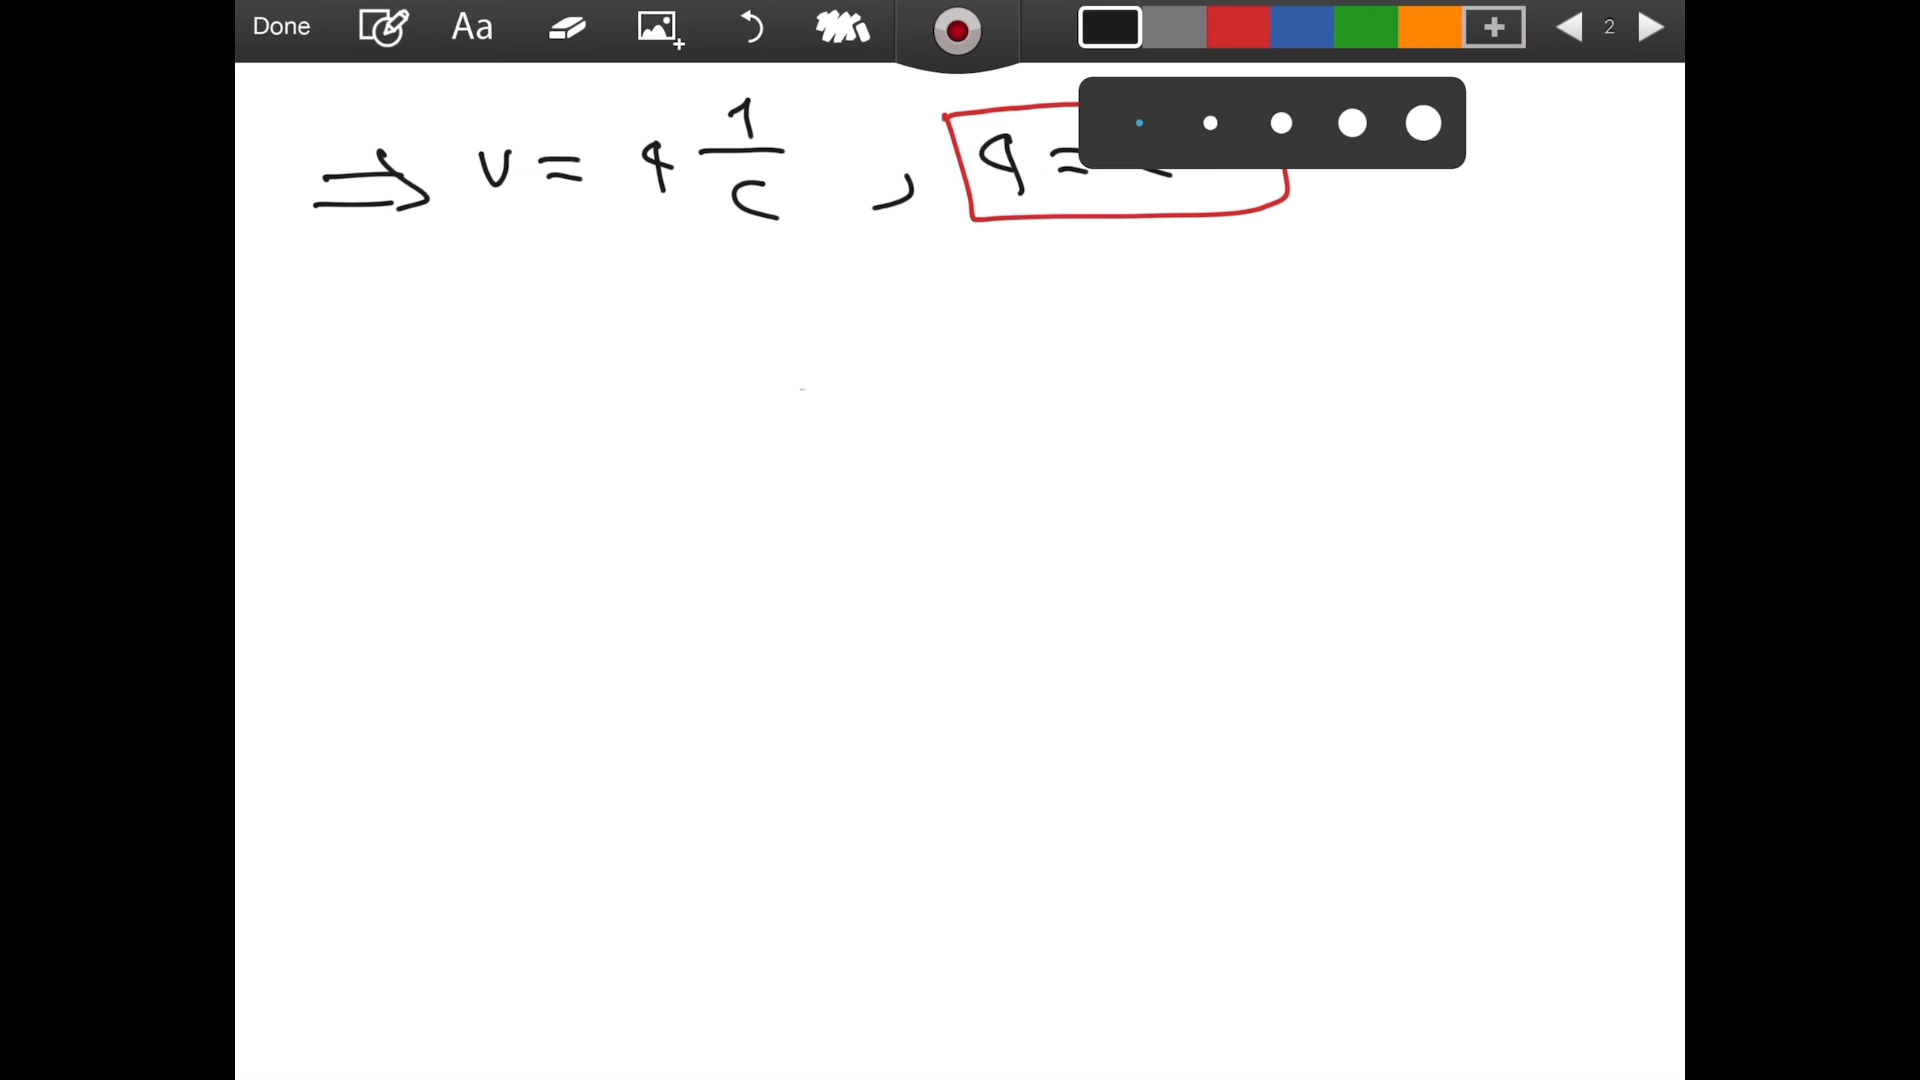 Done Aa 2
⇒ v = q 1/c , q =